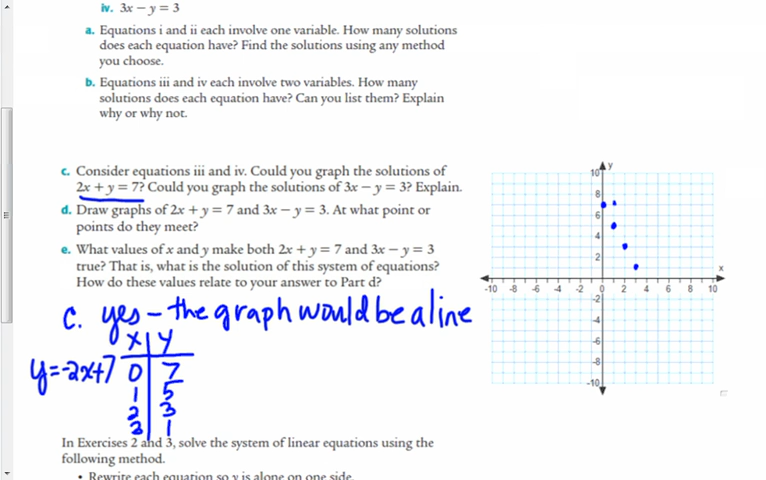 iv. 3x − y = 3
a. Equations i and ii each involve one variable. How many solutions
does each equation have? Find the solutions using any method
you choose.
b. Equations iii and iv each involve two variables. How many
solutions does each equation have? Can you list them? Explain
why or why not.
c. Consider equations iii and iv. Could you graph the solutions of
2x + y = 7? Could you graph the solutions of 3x − y = 3? Explain.
d. Draw graphs of 2x + y = 7 and 3x − y = 3. At what point or
points do they meet?
e. What values of x and y make both 2x + y = 7 and 3x − y = 3
true? That is, what is the solution of this system of equations?
How do these values relate to your answer to Part d?
c. yes – the graph would be a line
x y
y=-2x+7 0 7
1 5
2 3
3 1
In Exercises 2 and 3, solve the system of linear equations using the
following method.
• Rewrite each equation so y is alone on one side.
y
10
8
6
4
2
x
-10 -8 -6 -4 -2 0 2 4 6 8 10
-2
-4
-6
-8
-10